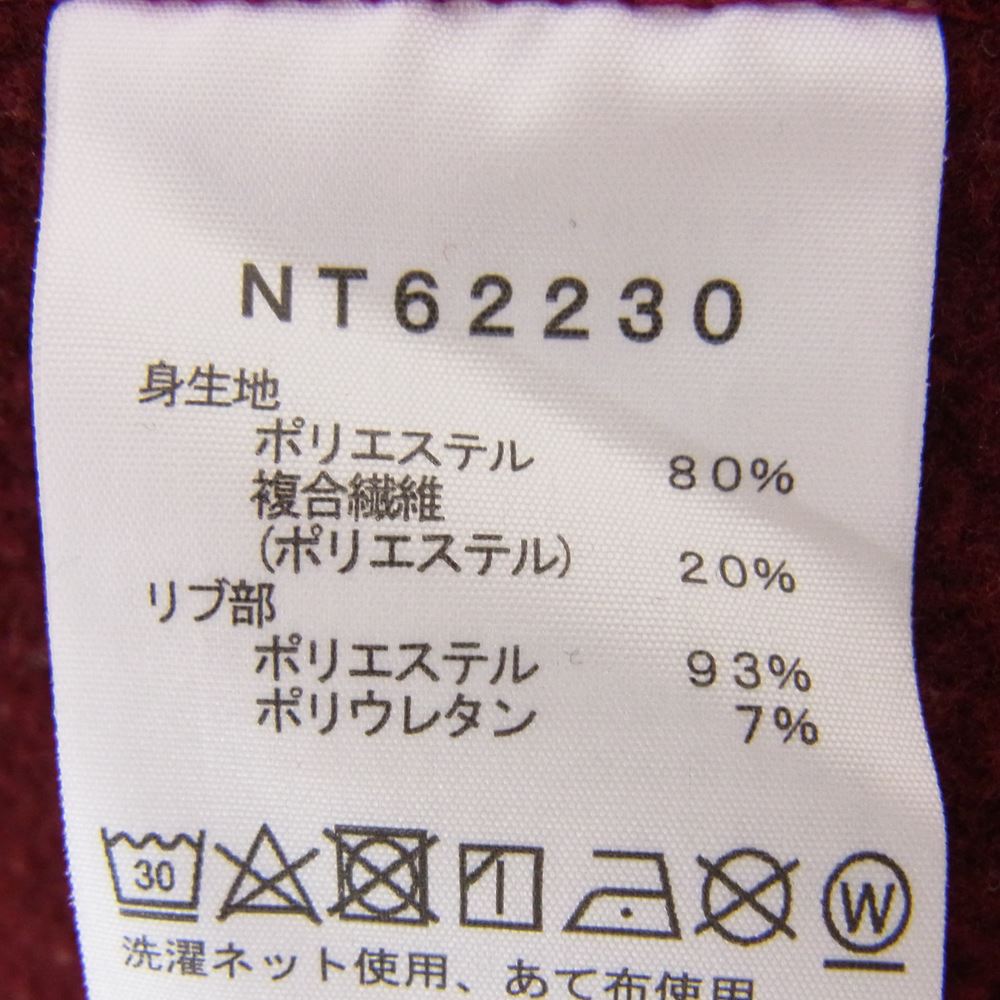 NT62230
身生地
ポリエステル 80%
複合繊維
(ポリエステル) 20%
リブ部
ポリエステル 93%
ポリウレタン 7%
30 W
洗濯ネット使用、あて布使用